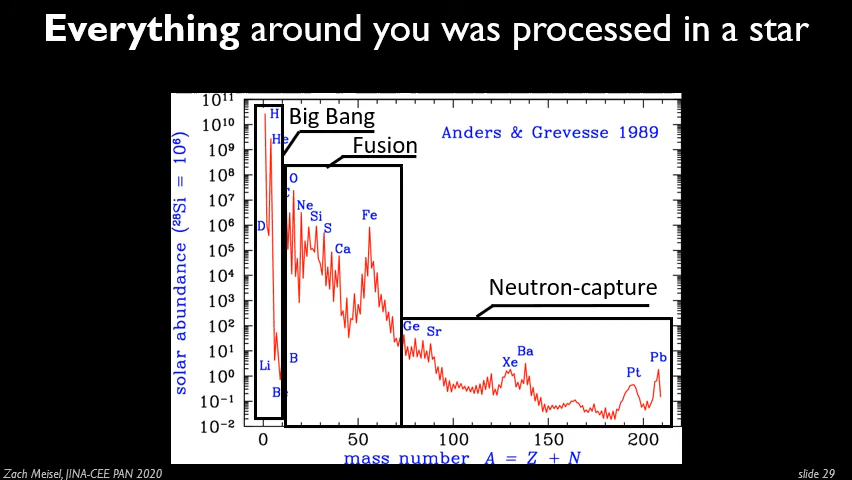 Everything around you was processed in a star
Big Bang
Fusion
Anders & Grevesse 1989
Neutron-capture
solar abundance (²⁸Si = 10⁶)
10¹¹
10¹⁰
10⁹
10⁸
10⁷
10⁶
10⁵
10⁴
10³
10²
10¹
10⁰
10⁻¹
10⁻²
H
He
D
Li
Be
B
C
O
Ne
Si
S
Ca
Fe
Ge
Sr
Xe
Ba
Pt
Pb
0 50 100 150 200
mass number A = Z + N
Zach Meisel, JINA-CEE PAN 2020
slide 29